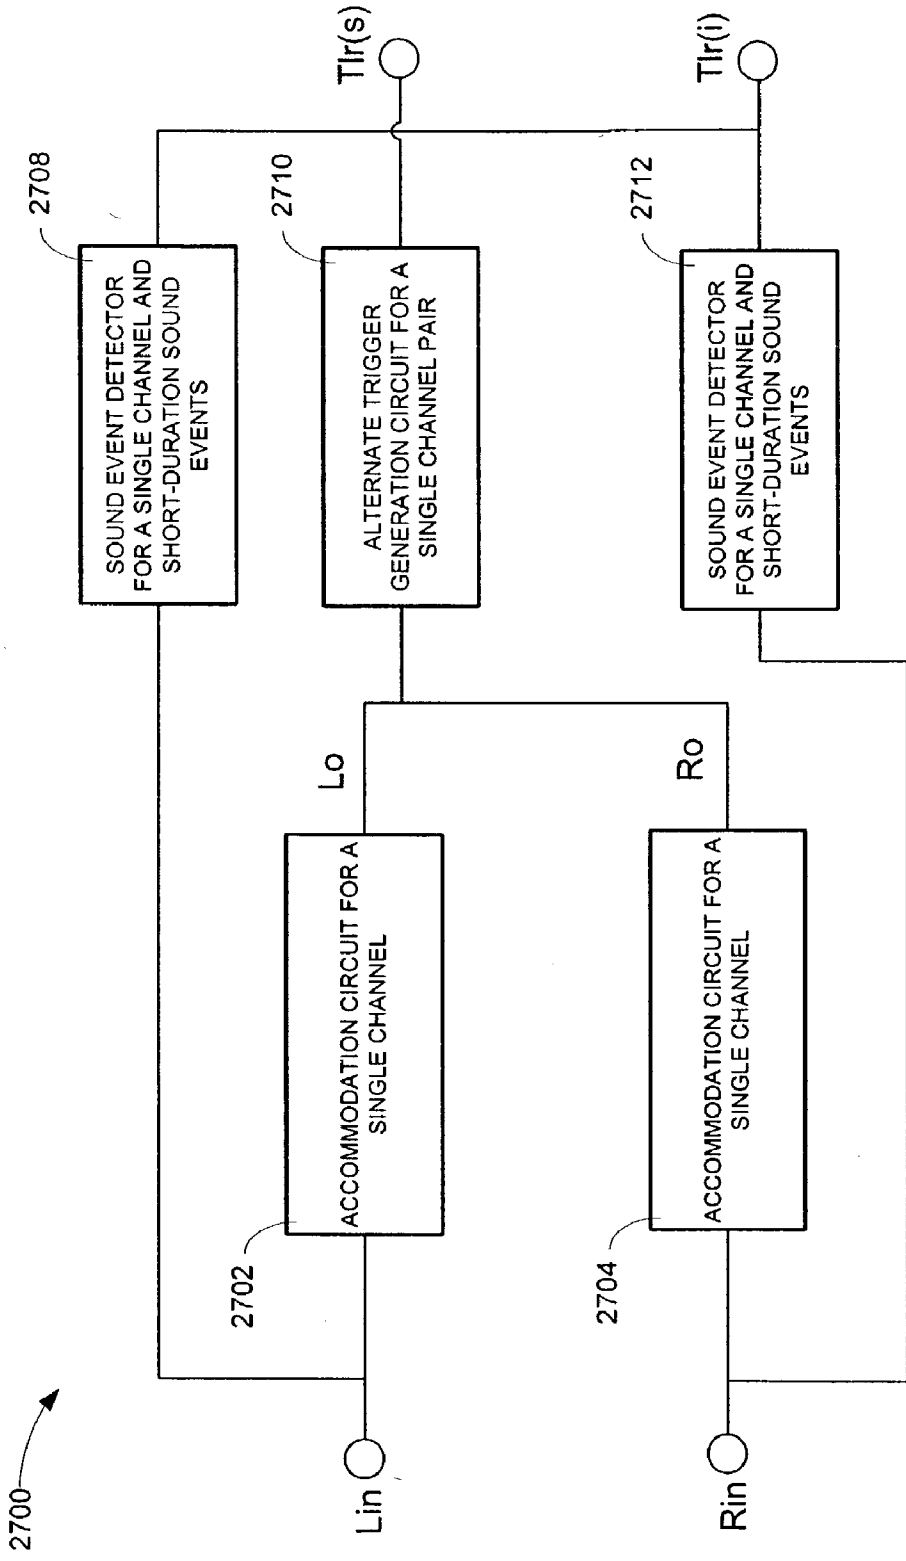 2700
Lin
Rin
2702
ACCOMMODATION CIRCUIT FOR A
SINGLE CHANNEL
2704
ACCOMMODATION CIRCUIT FOR A
SINGLE CHANNEL
Lo
Ro
2708
SOUND EVENT DETECTOR
FOR A SINGLE CHANNEL AND
SHORT-DURATION SOUND
EVENTS
2710
ALTERNATE TRIGGER
GENERATION CIRCUIT FOR A
SINGLE CHANNEL PAIR
2712
SOUND EVENT DETECTOR
FOR A SINGLE CHANNEL AND
SHORT-DURATION SOUND
EVENTS
Tlr(s)
Tlr(i)